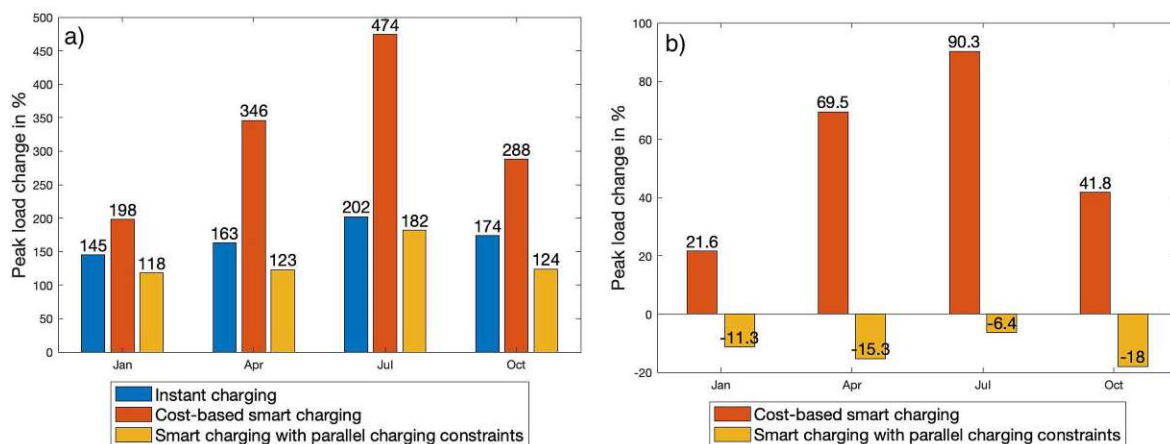 a)
Peak load change in %
500
450
400
350
300
250
200
150
100
50
0
145
198
118
163
346
123
202
474
182
174
288
124
Jan
Apr
Jul
Oct
Instant charging
Cost-based smart charging
Smart charging with parallel charging constraints
b)
Peak load change in %
100
80
60
40
20
0
-20
21.6
-11.3
69.5
-15.3
90.3
-6.4
41.8
-18
Jan
Apr
Jul
Oct
Cost-based smart charging
Smart charging with parallel charging constraints